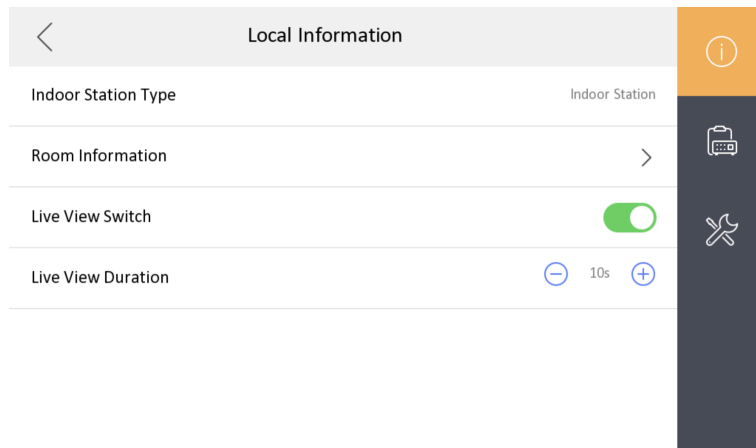 Local Information
Indoor Station Type
Indoor Station
Room Information
Live View Switch
Live View Duration
10s